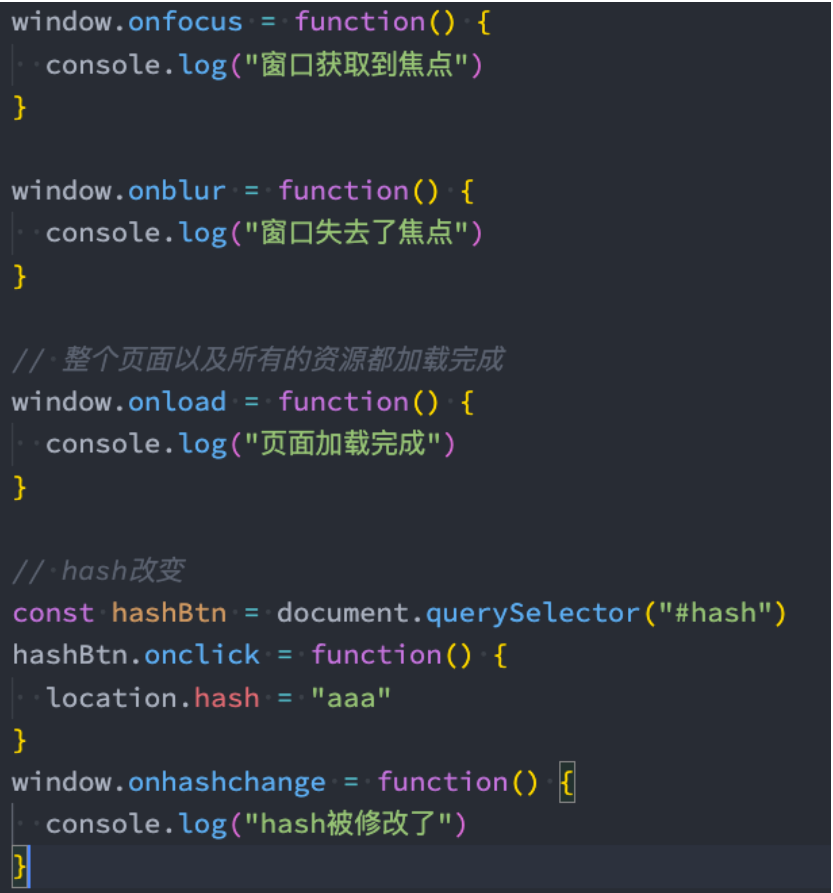 window.onfocus = function() {
  console.log("窗口获取到焦点")
}
window.onblur = function() {
  console.log("窗口失去了焦点")
}
// 整个页面以及所有的资源都加载完成
window.onload = function() {
  console.log("页面加载完成")
}
// hash改变
const hashBtn = document.querySelector("#hash")
hashBtn.onclick = function() {
  location.hash = "aaa"
}
window.onhashchange = function() {
  console.log("hash被修改了")
}